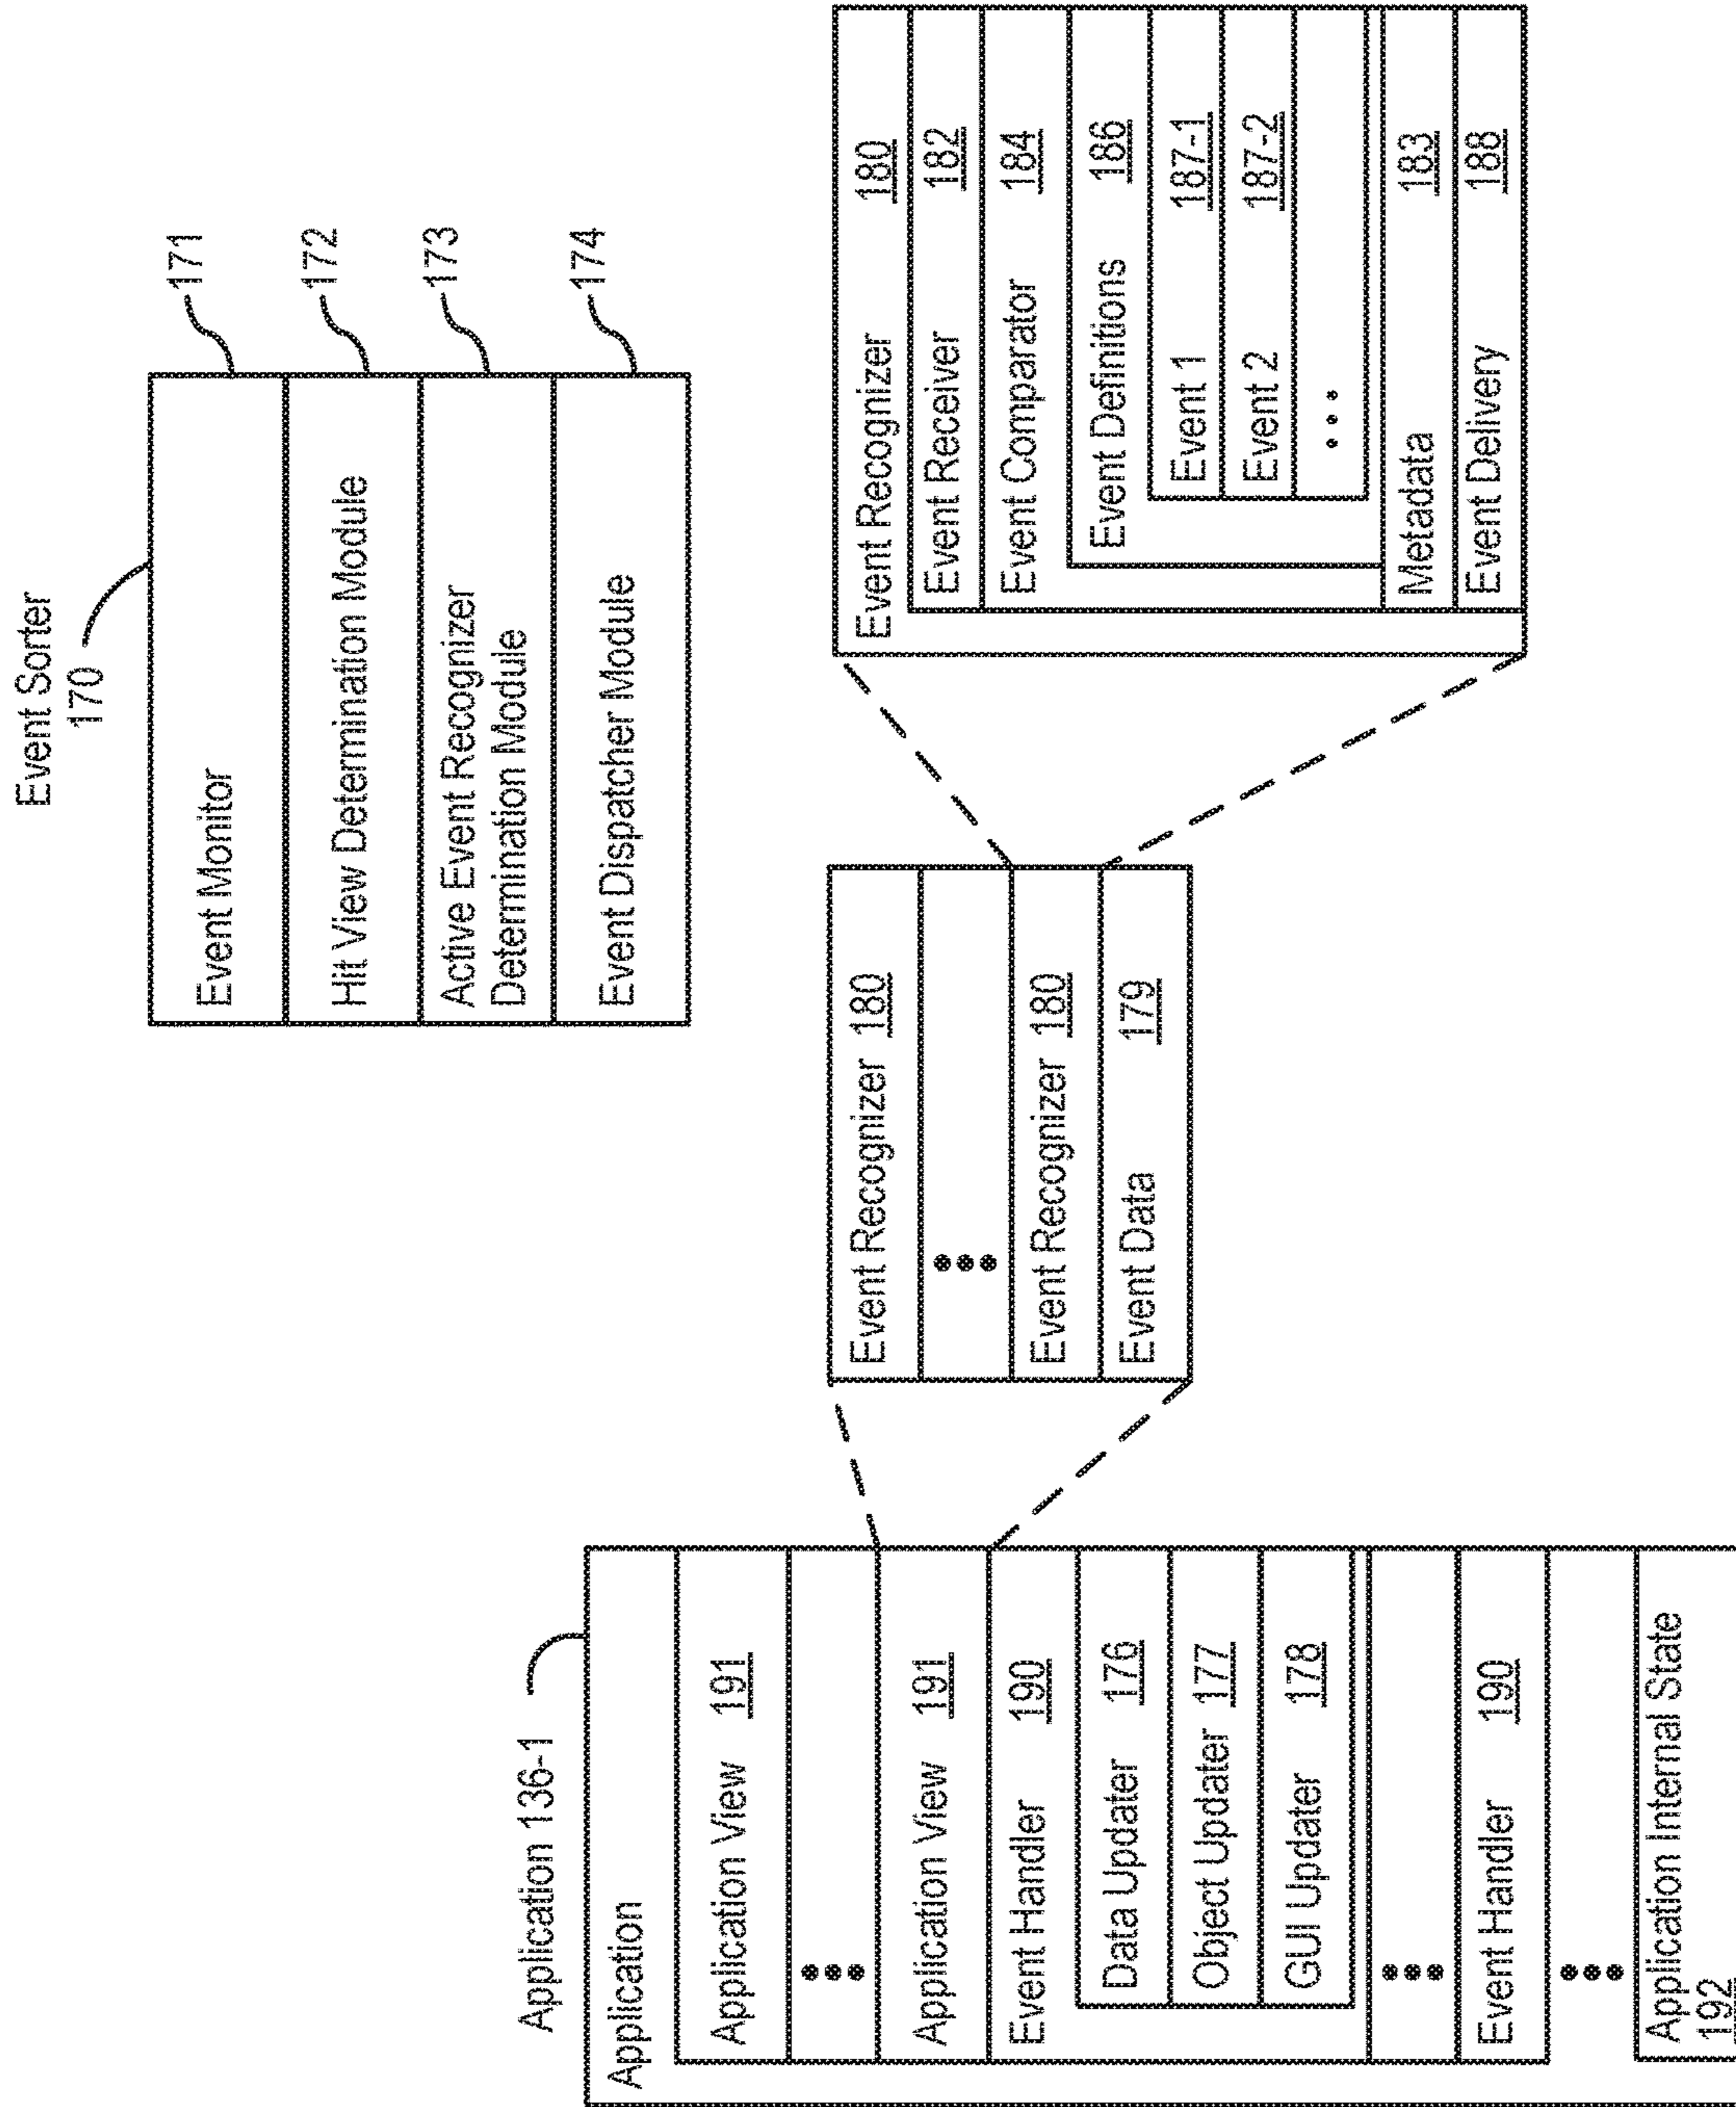 Event Sorter
170
Event Monitor
171
Hit View Determination Module
172
Active Event Recognizer
Determination Module
173
Event Dispatcher Module
174
Application 136-1
Application
Application View 191
...
Application View 191
Event Handler 190
Data Updater 176
Object Updater 177
GUI Updater 178
...
Event Handler 190
...
Application Internal State
192
Event Recognizer 180
...
Event Recognizer 180
Event Data 179
Event Recognizer 180
Event Receiver 182
Event Comparator 184
Event Definitions 186
Event 1 187-1
Event 2 187-2
...
Metadata 183
Event Delivery 188